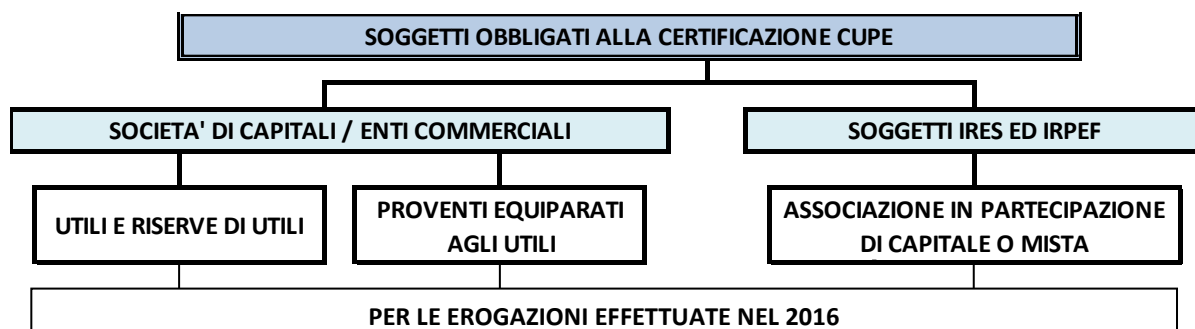 SOGGETTI OBBLIGATI ALLA CERTIFICAZIONE CUPE
SOCIETA' DI CAPITALI / ENTI COMMERCIALI
SOGGETTI IRES ED IRPEF
UTILI E RISERVE DI UTILI
PROVENTI EQUIPARATI
AGLI UTILI
ASSOCIAZIONE IN PARTECIPAZIONE
DI CAPITALE O MISTA
PER LE EROGAZIONI EFFETTUATE NEL 2016